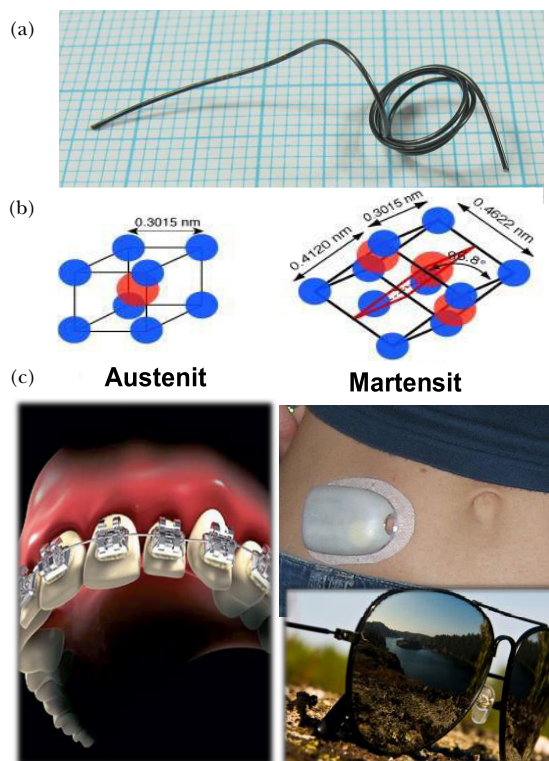 (a)
(b)
0.3015 nm
0.4120 nm
0.3015 nm
0.4622 nm
96.8°
Austenit
Martensit
(c)